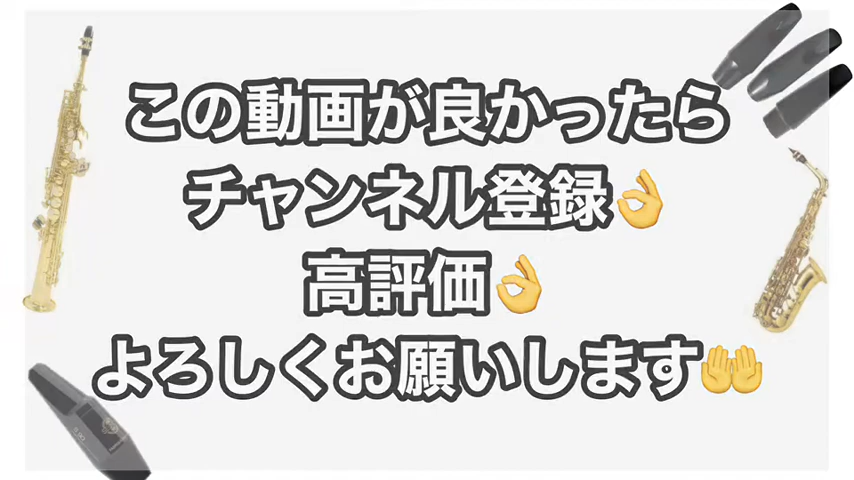 この動画が良かったら
チャンネル登録👌
高評価👌
よろしくお願いします🤲